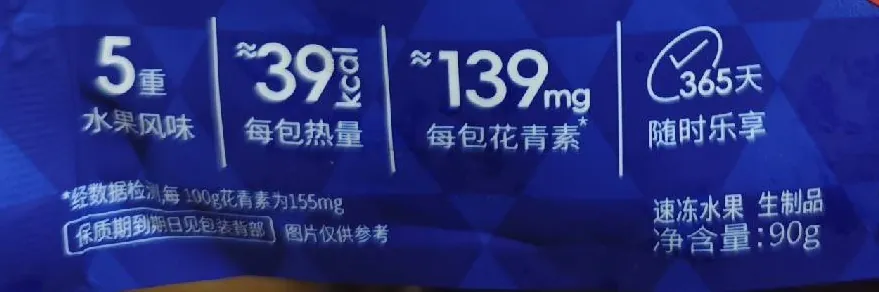 5重
水果风味
≈39kcal
每包热量
≈139mg
每包花青素*
365天
随时乐享
*经数据检测,每 100g花青素为155mg
保质期到期日见包装背部 图片仅供参考
速冻水果 生制品
净含量:90g